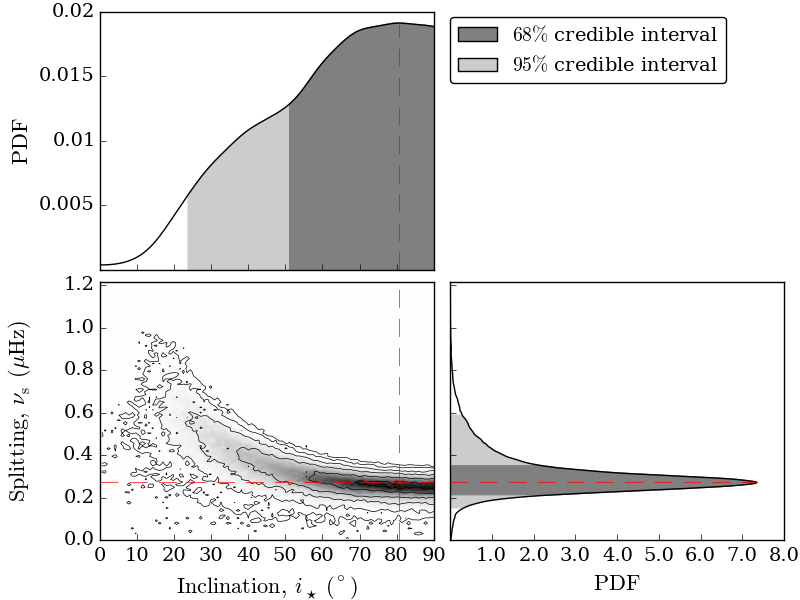 0.02
0.015
0.01
0.005
PDF
68% credible interval
95% credible interval
1.2
1.0
0.8
0.6
0.4
0.2
0.0
Splitting, νs (μHz)
0 10 20 30 40 50 60 70 80 90
Inclination, i⋆ (°)
1.0 2.0 3.0 4.0 5.0 6.0 7.0 8.0
PDF